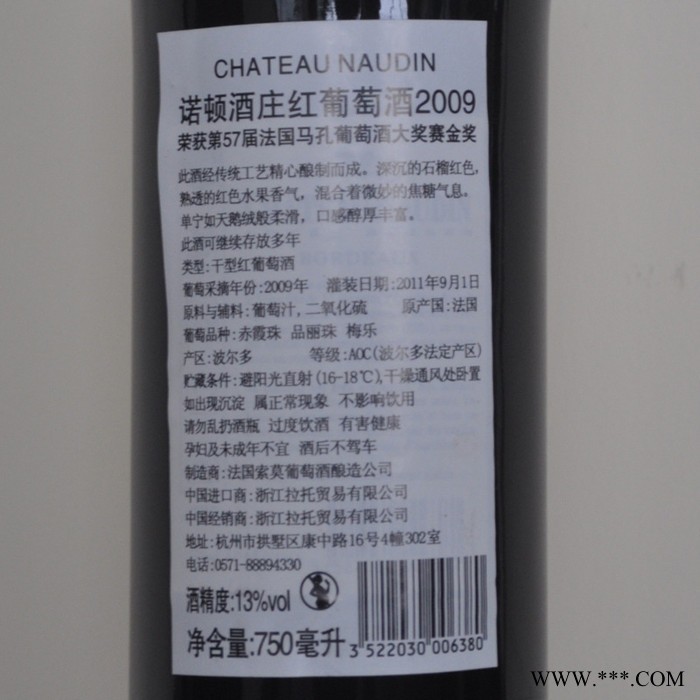 CHATEAU NAUDIN
诺顿酒庄红葡萄酒2009
荣获第57届法国马孔葡萄酒大奖赛金奖
此酒经传统工艺精心酿制而成。深沉的石榴红色,
熟透的红色水果香气，混合着微妙的焦糖气息。
单宁如天鹅绒般柔滑，口感醇厚丰富。
此酒可继续存放多年
类型:干型红葡萄酒
葡萄采摘年份:2009年 灌装日期:2011年9月1日
原料与辅料:葡萄汁,二氧化硫 原产国:法国
葡萄品种:赤霞珠 品丽珠 梅乐
产区:波尔多 等级:AOC(波尔多法定产区)
贮藏条件:避阳光直射(16-18℃),干燥通风处卧置
如出现沉淀 属正常现象 不影响饮用
请勿乱扔酒瓶 过度饮酒 有害健康
孕妇及未成年不宜 酒后不驾车
制造商:法国索莫葡萄酒酿造公司
中国进口商:浙江拉托贸易有限公司
中国经销商:浙江拉托贸易有限公司
地址:杭州市拱墅区康中路16号4幢302室
电话:0571-88894330
酒精度:13%vol
净含量:750毫升
3 522030 006380
WWW.***.COM